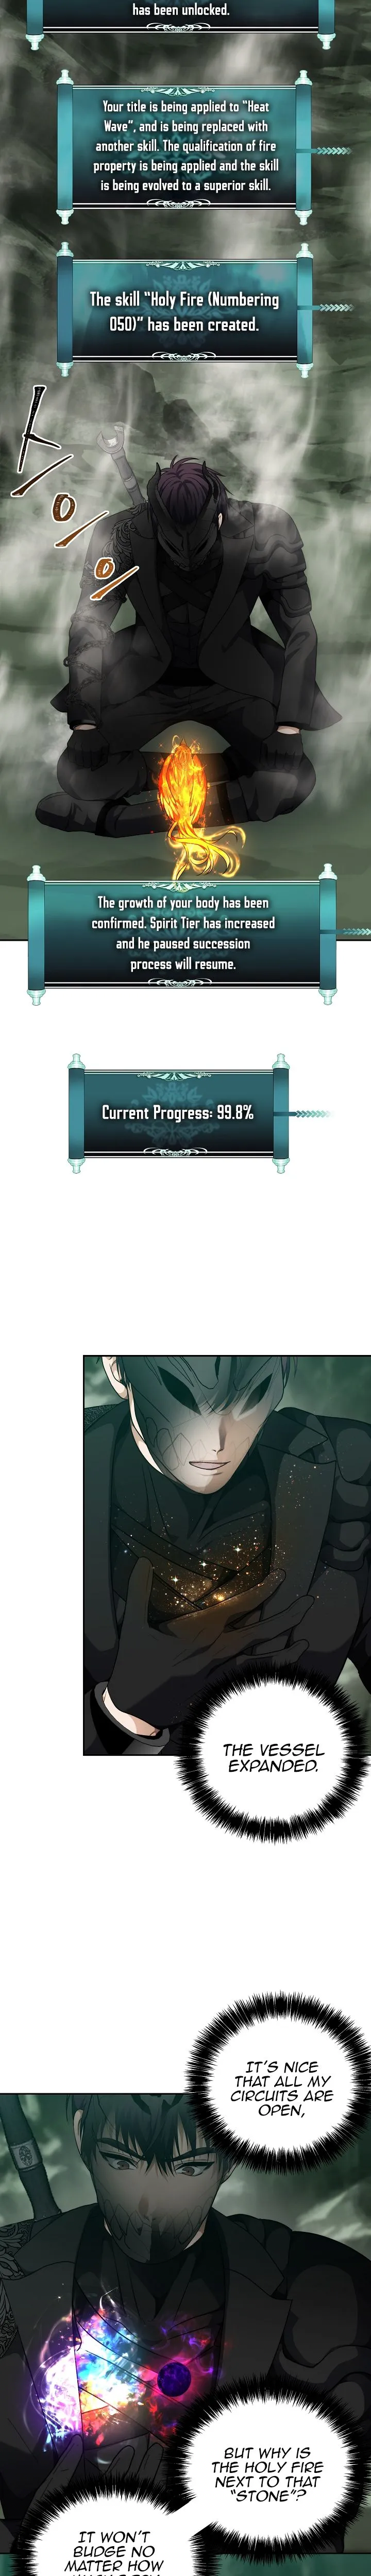 has been unlocked.
Your title is being applied to “Heat
Wave”, and is being replaced with
another skill. The qualification of fire
property is being applied and the skill
is being evolved to a superior skill.
The skill “Holy Fire (Numbering
050)” has been created.
The growth of your body has been
confirmed. Spirit Tier has increased
and he paused succession
process will resume.
Current Progress: 99.8%
THE VESSEL
EXPANDED.
IT'S NICE
THAT ALL MY
CIRCUITS ARE
OPEN,
BUT WHY IS
THE HOLY FIRE
NEXT TO THAT
“STONE”?
IT WON'T
BUDGE NO
MATTER HOW